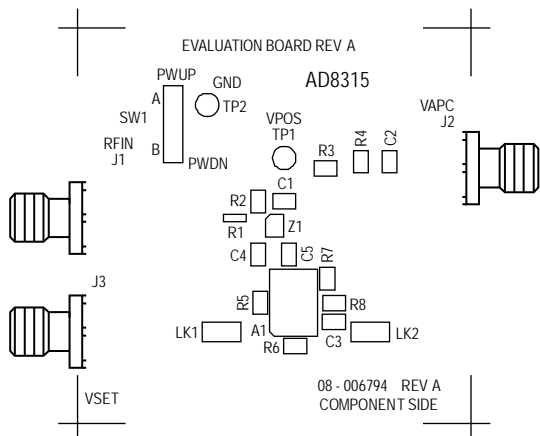 EVALUATION BOARD REV A
PWUP
GND
AD8315
A
SW1
TP2
VAPC
J2
VPOS
TP1
RFIN
J1
B
PWDN
R3
R4
C2
C1
R2
R1
Z1
C4
C5
R7
J3
R5
R8
LK1
A1
C3
LK2
R6
VSET
08 - 006794 REV A
COMPONENT SIDE